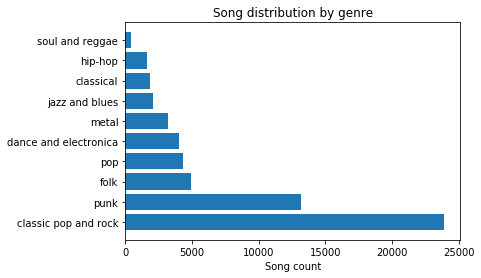 Song distribution by genre
soul and reggae
hip-hop
classical
jazz and blues
metal
dance and electronica
pop
folk
punk
classic pop and rock
0 5000 10000 15000 20000 25000
Song count